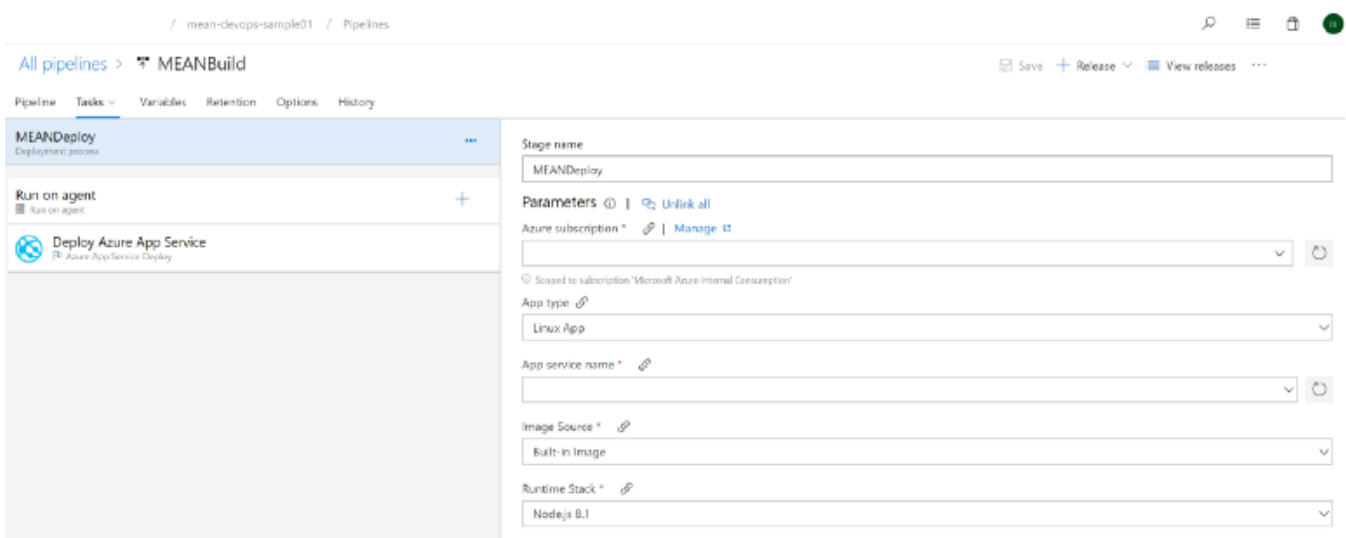 / mean-devops-sample01 / Pipelines
All pipelines > MEANBuild
Save + Release View releases ...
Pipeline Tasks Variables Retention Options History
MEANDeploy
Deployment process
...
Run on agent
Run on agent
+
Deploy Azure App Service
Azure App Service Deploy
Stage name
MEANDeploy
Parameters | Unlink all
Azure subscription * | Manage
Scoped to subscription 'Microsoft Azure Internal Consumption'
App type
Linux App
App service name *
Image Source *
Built-in Image
Runtime Stack *
Node.js 8.1